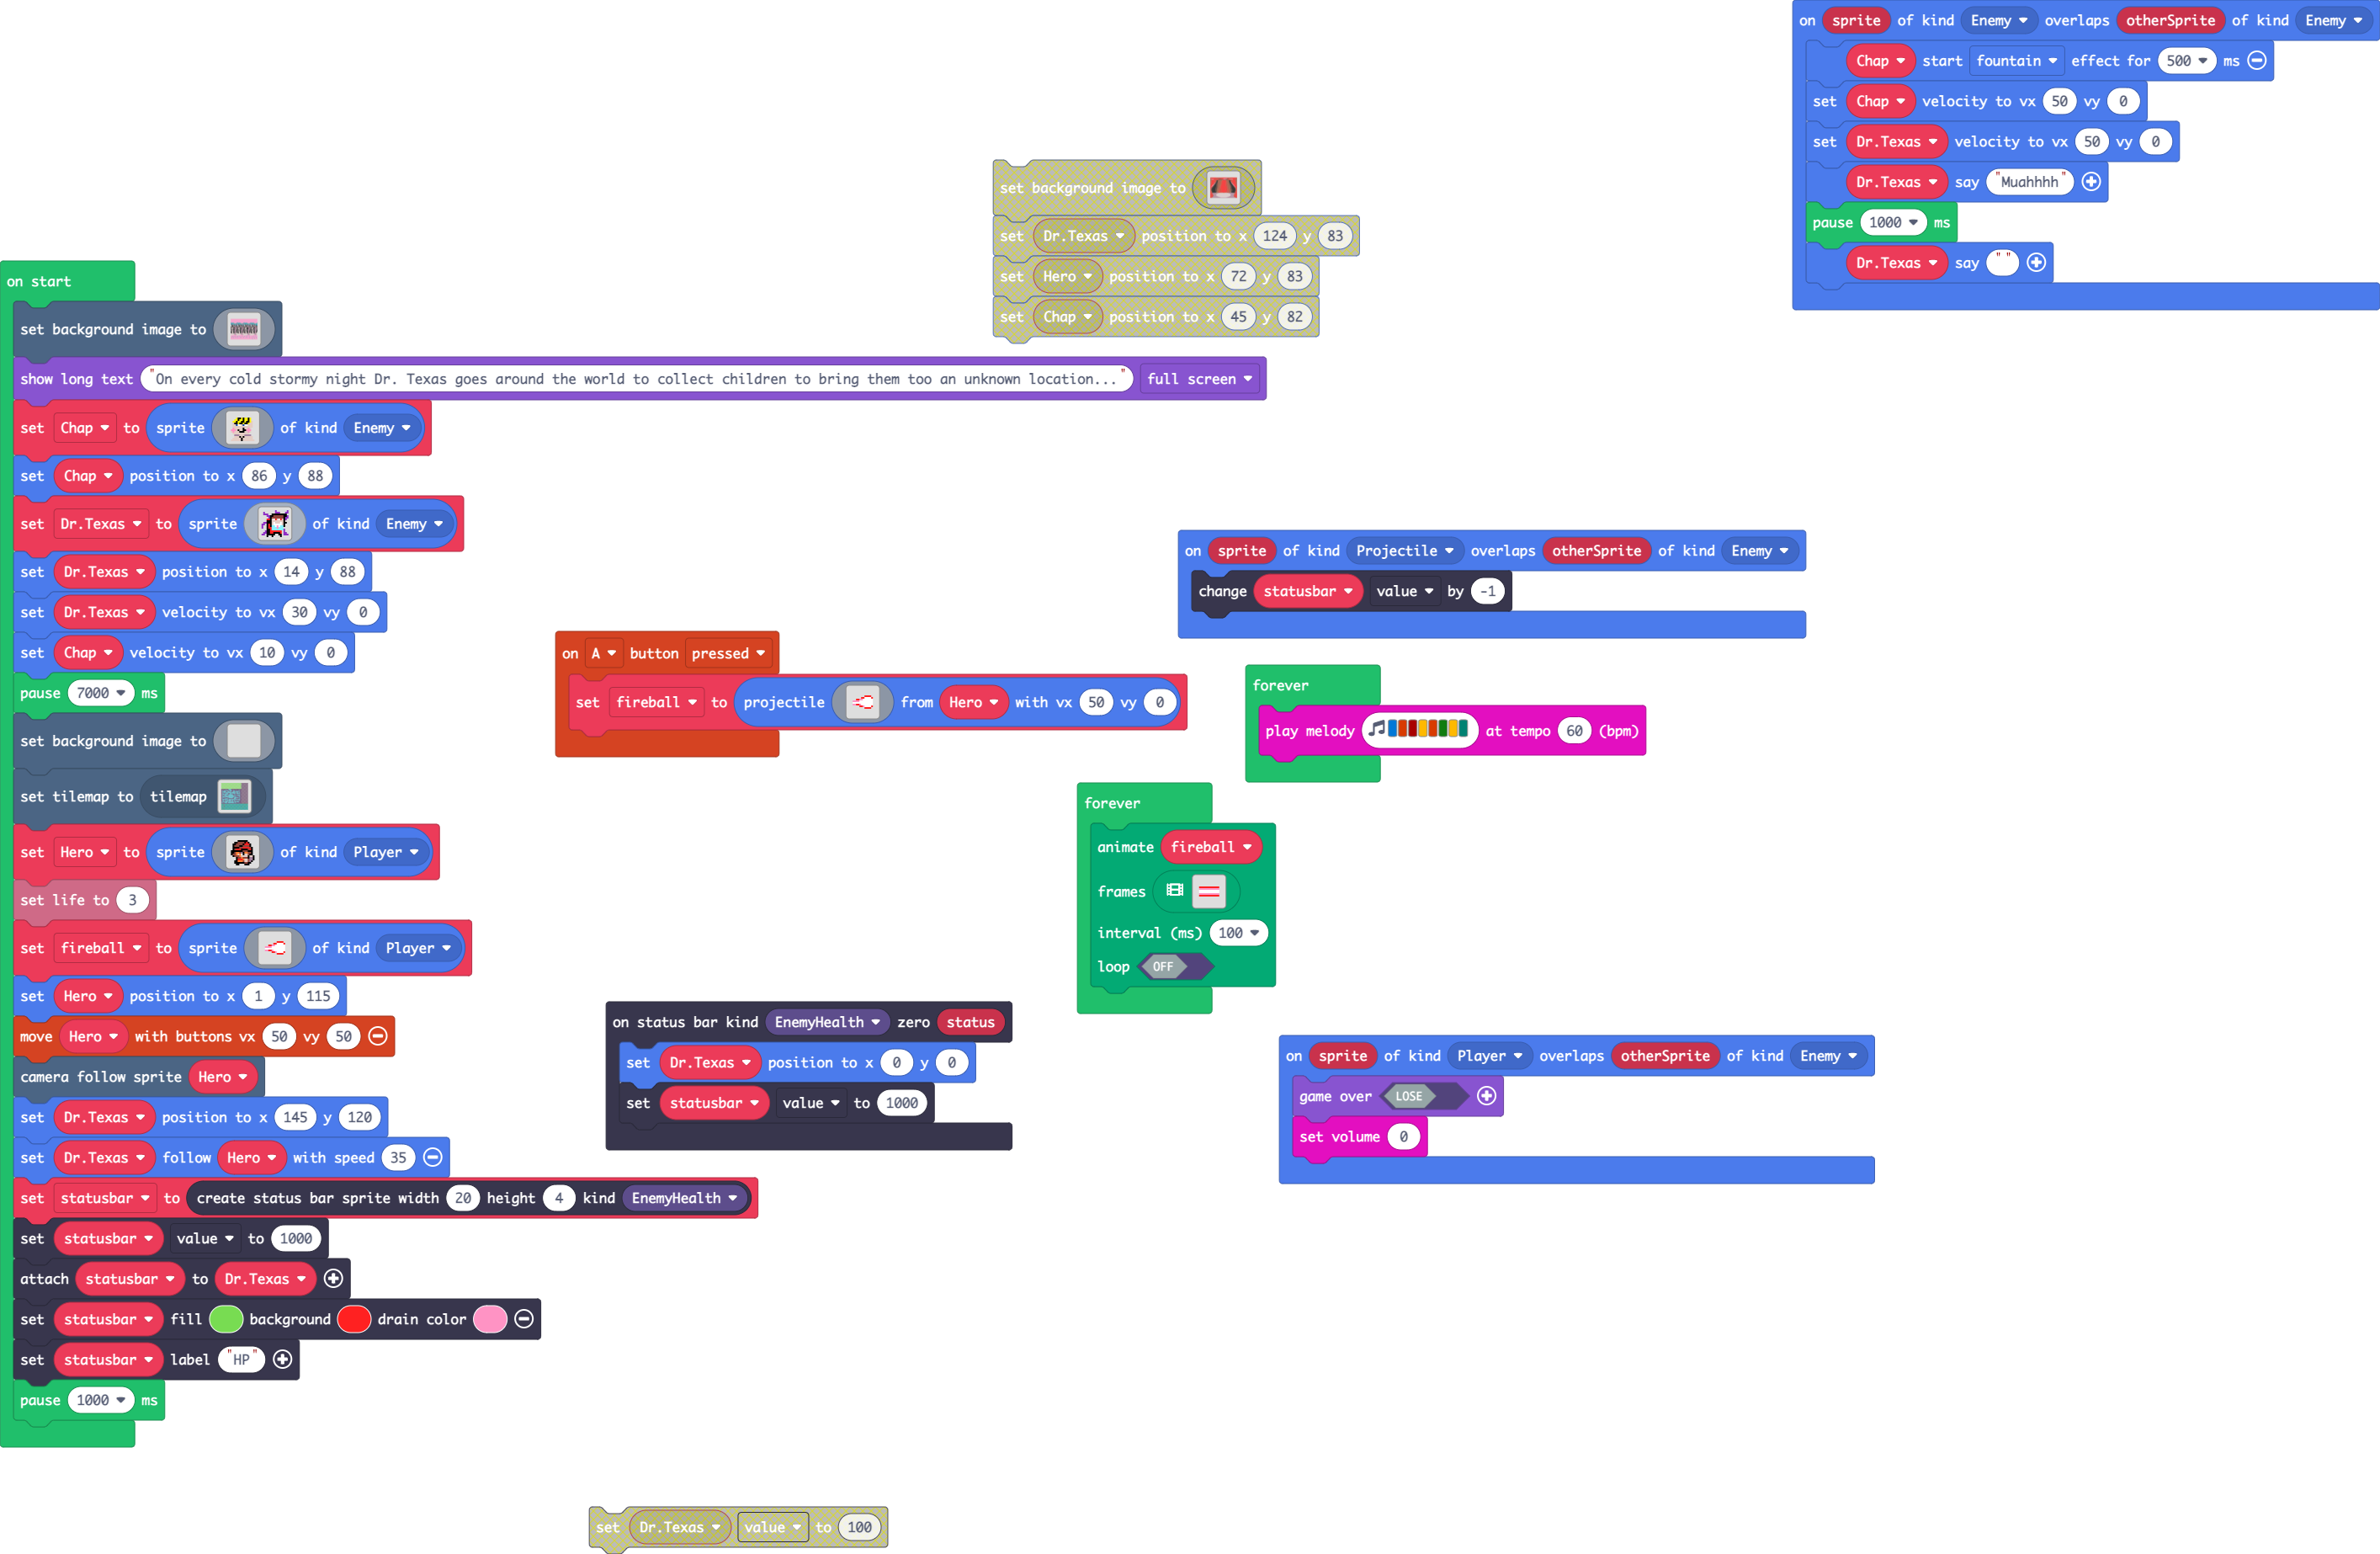 on start
set background image to
show long text "On every cold stormy night Dr. Texas goes around the world to collect children to bring them too an unknown location..." full screen
set Chap to sprite of kind Enemy
set Chap position to x 86 y 88
set Dr.Texas to sprite of kind Enemy
set Dr.Texas position to x 14 y 88
set Dr.Texas velocity to vx 30 vy 0
set Chap velocity to vx 10 vy 0
pause 7000 ms
set background image to
set tilemap to tilemap
set Hero to sprite of kind Player
set life to 3
set fireball to sprite of kind Player
set Hero position to x 1 y 115
move Hero with buttons vx 50 vy 50
camera follow sprite Hero
set Dr.Texas position to x 145 y 120
set Dr.Texas follow Hero with speed 35
set statusbar to create status bar sprite width 20 height 4 kind EnemyHealth
set statusbar value to 1000
attach statusbar to Dr.Texas
set statusbar fill background drain color
set statusbar label "HP"
pause 1000 ms
on A button pressed
set fireball to projectile from Hero with vx 50 vy 0
on status bar kind EnemyHealth zero status
set Dr.Texas position to x 0 y 0
set statusbar value to 1000
set Dr.Texas value to 100
set background image to
set Dr.Texas position to x 124 y 83
set Hero position to x 72 y 83
set Chap position to x 45 y 82
on sprite of kind Projectile overlaps otherSprite of kind Enemy
change statusbar value by -1
forever
play melody at tempo 60 (bpm)
forever
animate fireball
frames
interval (ms) 100
loop OFF
on sprite of kind Player overlaps otherSprite of kind Enemy
game over LOSE
set volume 0
on sprite of kind Enemy overlaps otherSprite of kind Enemy
Chap start fountain effect for 500 ms
set Chap velocity to vx 50 vy 0
set Dr.Texas velocity to vx 50 vy 0
Dr.Texas say "Muahhhh"
pause 1000 ms
Dr.Texas say " "